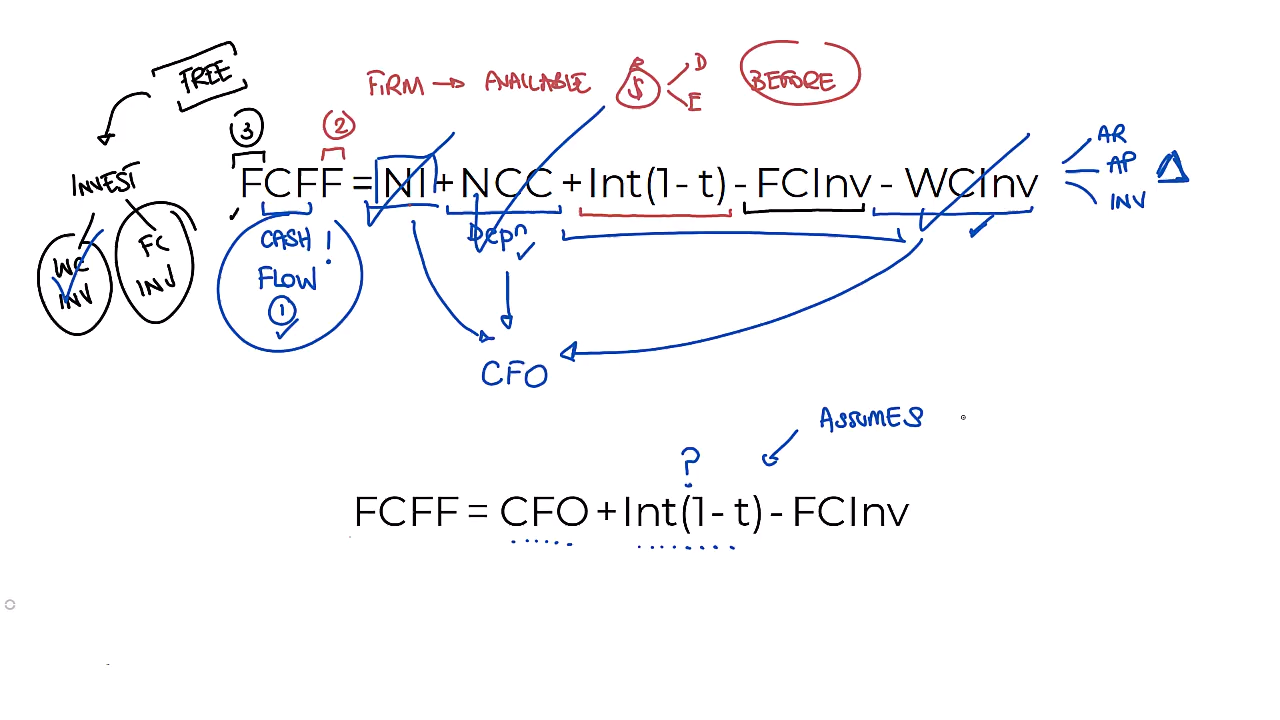 FREE
FIRM → AVAILABLE $ D E BEFORE
3
2
INVEST
FCFF = NI + NCC + Int(1 - t) - FCInv - WCInv
AR
AP Δ
INV
WC INV
FC INV
CASH !
FLOW
1
Depn
CFO
ASSUMES
?
FCFF = CFO + Int(1 - t) - FCInv